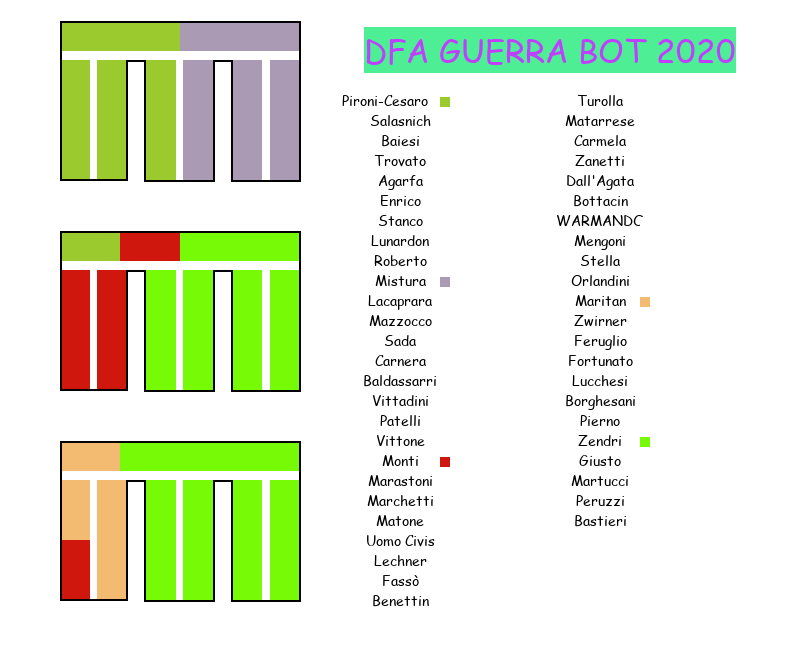 DFA GUERRA BOT 2020
Pironi-Cesaro
Salasnich
Baiesi
Trovato
Agarfa
Enrico
Stanco
Lunardon
Roberto
Mistura
Lacaprara
Mazzocco
Sada
Carnera
Baldassarri
Vittadini
Patelli
Vittone
Monti
Marastoni
Marchetti
Matone
Uomo Civis
Lechner
Fassò
Benettin
Turolla
Matarrese
Carmela
Zanetti
Dall'Agata
Bottacin
WARMANDC
Mengoni
Stella
Orlandini
Maritan
Zwirner
Feruglio
Fortunato
Lucchesi
Borghesani
Pierno
Zendri
Giusto
Martucci
Peruzzi
Bastieri